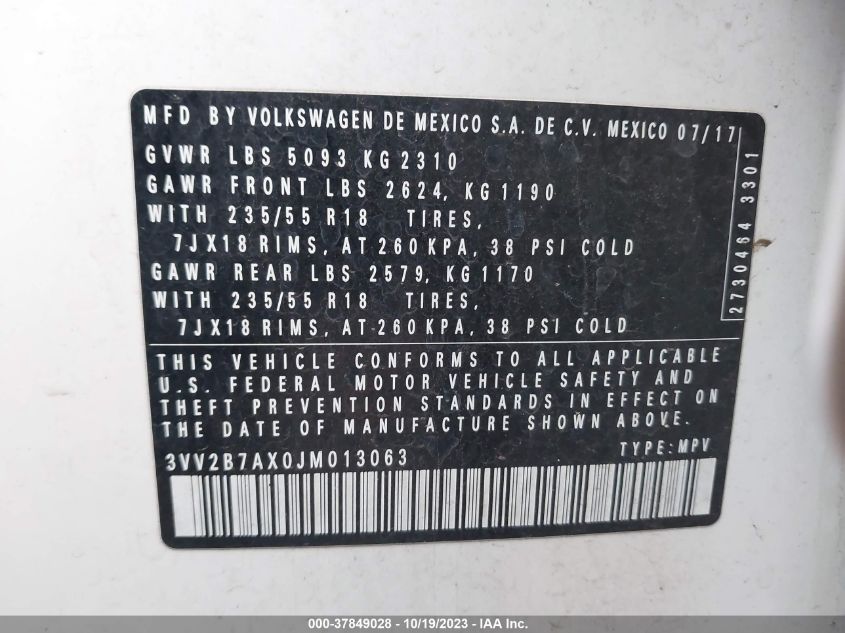 MFD BY VOLKSWAGEN DE MEXICO S.A. DE C.V. MEXICO 07/17
GVWR LBS 5093 KG 2310
GAWR FRONT LBS 2624, KG 1190
WITH 235/55 R18 TIRES,
7JX18 RIMS, AT 260 KPA, 38 PSI COLD
GAWR REAR LBS 2579, KG 1170
WITH 235/55 R18 TIRES,
7JX18 RIMS, AT 260 KPA, 38 PSI COLD
2730464 3301
THIS VEHICLE CONFORMS TO ALL APPLICABLE
U.S. FEDERAL MOTOR VEHICLE SAFETY AND
THEFT PREVENTION STANDARDS IN EFFECT ON
THE DATE OF MANUFACTURE SHOWN ABOVE.
3VV2B7AX0JM013063 TYPE: MPV
000-37849028 - 10/19/2023 - IAA Inc.